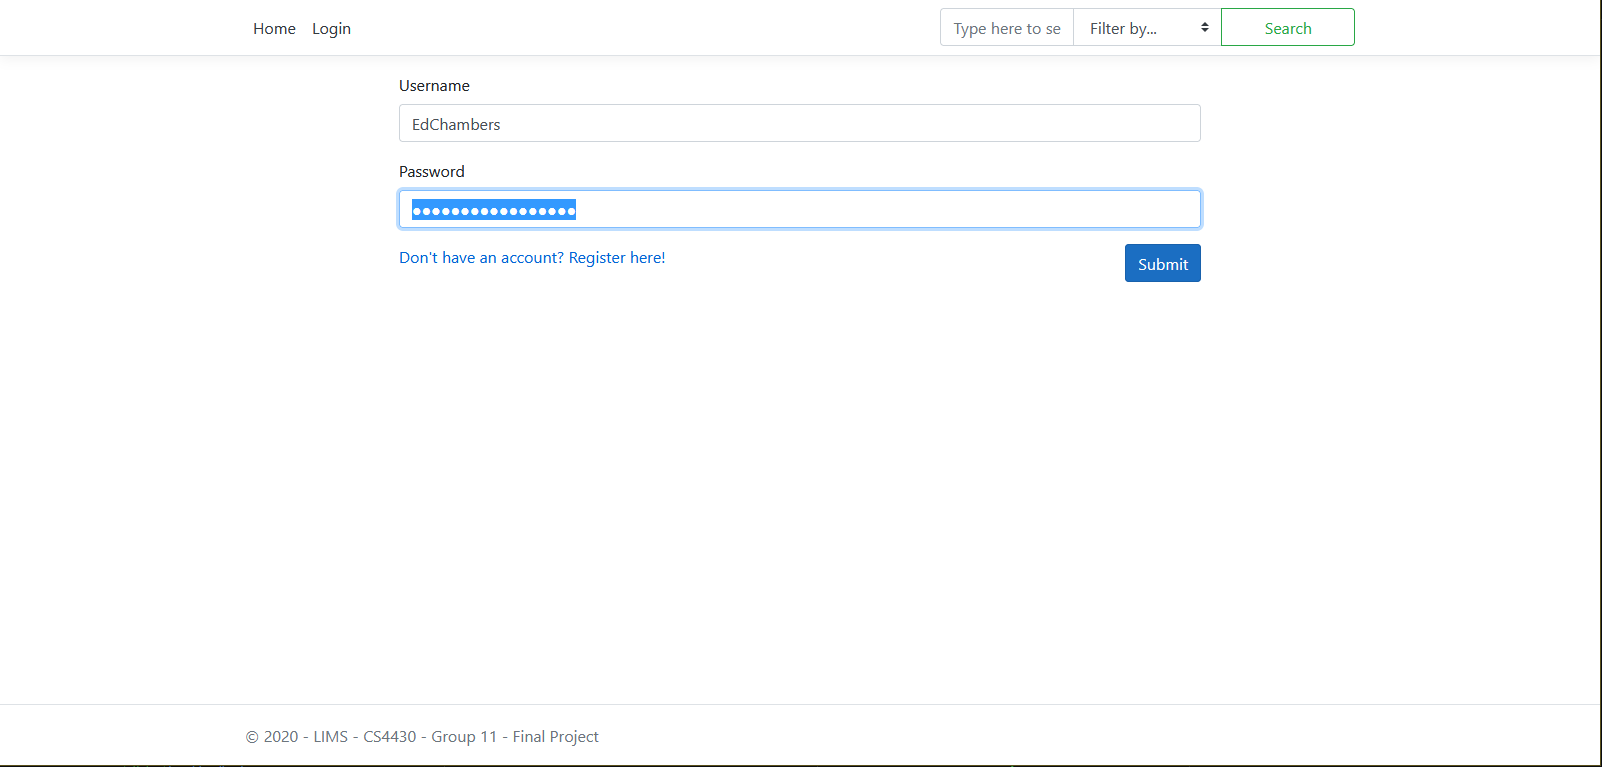 Home Login Type here to se Filter by... Search
Username
EdChambers
Password
●●●●●●●●●●●●●●●●●
Don't have an account? Register here! Submit
© 2020 - LIMS - CS4430 - Group 11 - Final Project